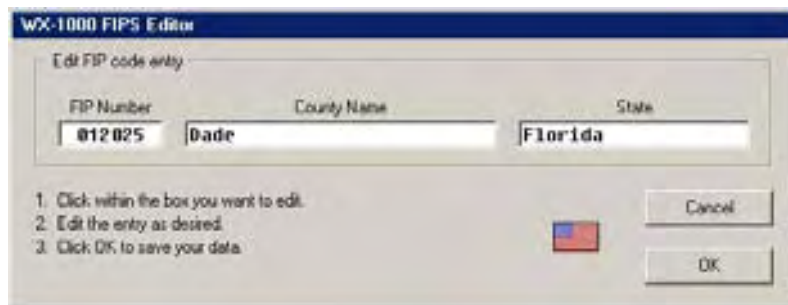 WX-1000 FIPS Editor
Edit FIP code entry
FIP Number County Name State
012025 Dade Florida
1. Click within the box you want to edit.
2. Edit the entry as desired.
3. Click OK to save your data.
Cancel
OK